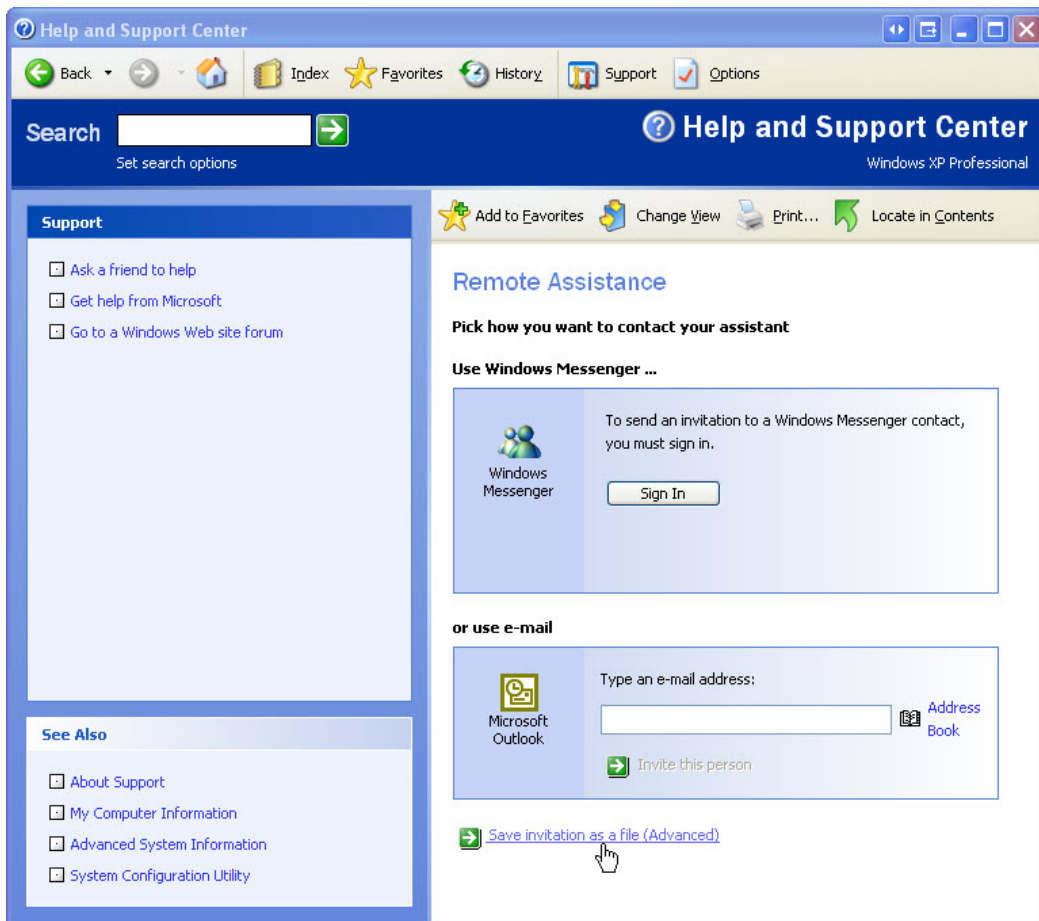 Help and Support Center
Back
Index
Favorites
History
Support
Options
Search
Set search options
Help and Support Center
Windows XP Professional
Support
Ask a friend to help
Get help from Microsoft
Go to a Windows Web site forum
See Also
About Support
My Computer Information
Advanced System Information
System Configuration Utility
Add to Favorites
Change View
Print...
Locate in Contents
Remote Assistance
Pick how you want to contact your assistant
Use Windows Messenger ...
Windows
Messenger
To send an invitation to a Windows Messenger contact,
you must sign in.
Sign In
or use e-mail
Microsoft
Outlook
Type an e-mail address:
Address
Book
Invite this person
Save invitation as a file (Advanced)